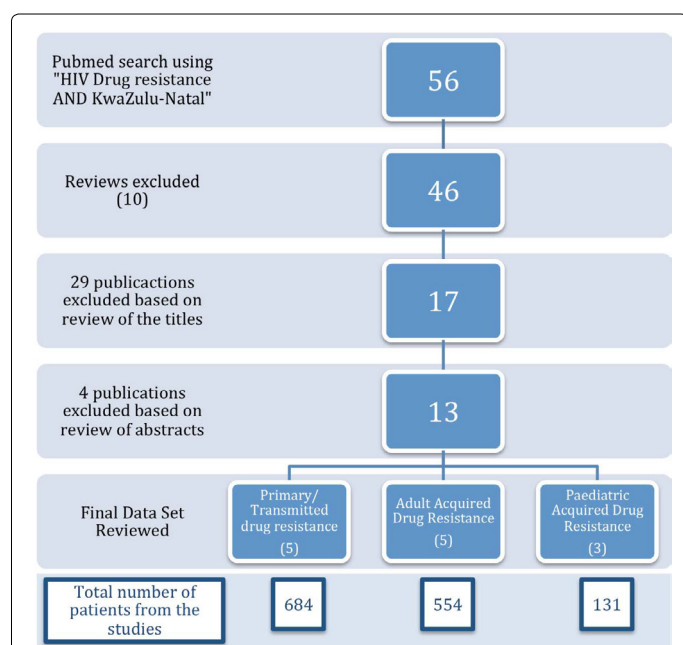 Pubmed search using
"HIV Drug resistance
AND KwaZulu-Natal"
56
Reviews excluded
(10)
46
29 publicactions
excluded based on
review of the titles
17
4 publications
excluded based on
review of abstracts
13
Final Data Set
Reviewed
Primary/
Transmitted
drug resistance
(5)
Adult Acquired
Drug Resistance
(5)
Paediatric
Acquired Drug
Resistance
(3)
Total number of
patients from the
studies
684
554
131